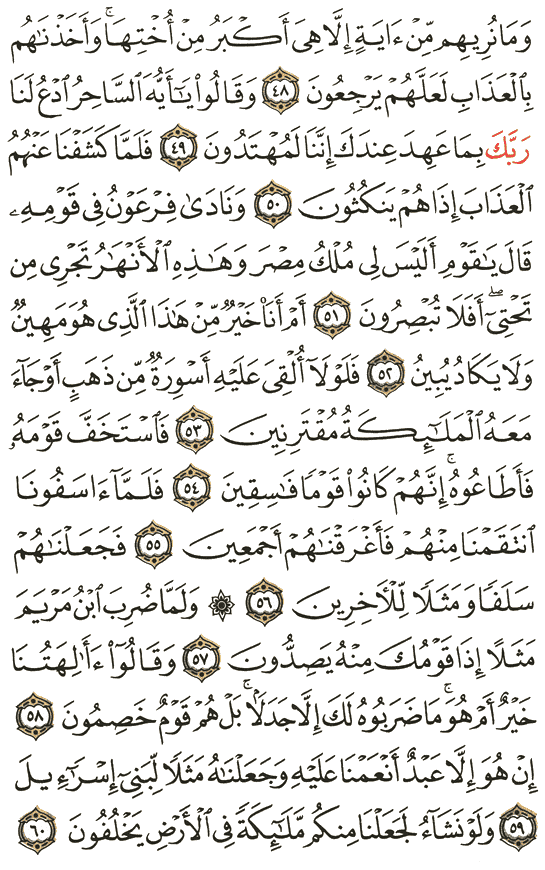 وَمَا نُرِيهِم مِّنْ ءَايَةٍ إِلَّا هِىَ أَكْبَرُ مِنْ أُخْتِهَا ۖ وَأَخَذْنَٰهُم
بِٱلْعَذَابِ لَعَلَّهُمْ يَرْجِعُونَ ٤٨ وَقَالُوا۟ يَٰٓأَيُّهَ ٱلسَّاحِرُ ٱدْعُ لَنَا
رَبَّكَ بِمَا عَهِدَ عِندَكَ إِنَّنَا لَمُهْتَدُونَ ٤٩ فَلَمَّا كَشَفْنَا عَنْهُمُ
ٱلْعَذَابَ إِذَا هُمْ يَنكُثُونَ ٥٠ وَنَادَىٰ فِرْعَوْنُ فِى قَوْمِهِۦ
قَالَ يَٰقَوْمِ أَلَيْسَ لِى مُلْكُ مِصْرَ وَهَٰذِهِ ٱلْأَنْهَٰرُ تَجْرِى مِن
تَحْتِىٓ ۖ أَفَلَا تُبْصِرُونَ ٥١ أَمْ أَنَا۠ خَيْرٌ مِّنْ هَٰذَا ٱلَّذِى هُوَ مَهِينٌ
وَلَا يَكَادُ يُبِينُ ٥٢ فَلَوْلَآ أُلْقِىَ عَلَيْهِ أَسْوِرَةٌ مِّن ذَهَبٍ أَوْ جَآءَ
مَعَهُ ٱلْمَلَٰٓئِكَةُ مُقْتَرِنِينَ ٥٣ فَٱسْتَخَفَّ قَوْمَهُۥ
فَأَطَاعُوهُ ۚ إِنَّهُمْ كَانُوا۟ قَوْمًا فَٰسِقِينَ ٥٤ فَلَمَّآ ءَاسَفُونَا
ٱنتَقَمْنَا مِنْهُمْ فَأَغْرَقْنَٰهُمْ أَجْمَعِينَ ٥٥ فَجَعَلْنَٰهُمْ
سَلَفًا وَمَثَلًا لِّلْءَاخِرِينَ ٥٦ ۞ وَلَمَّا ضُرِبَ ٱبْنُ مَرْيَمَ
مَثَلًا إِذَا قَوْمُكَ مِنْهُ يَصِدُّونَ ٥٧ وَقَالُوٓا۟ ءَأَٰلِهَتُنَا
خَيْرٌ أَمْ هُوَ ۚ مَا ضَرَبُوهُ لَكَ إِلَّا جَدَلًۢا ۚ بَلْ هُمْ قَوْمٌ خَصِمُونَ ٥٨
إِنْ هُوَ إِلَّا عَبْدٌ أَنْعَمْنَا عَلَيْهِ وَجَعَلْنَٰهُ مَثَلًا لِّبَنِىٓ إِسْرَٰٓءِيلَ
٥٩ وَلَوْ نَشَآءُ لَجَعَلْنَا مِنكُم مَّلَٰٓئِكَةً فِى ٱلْأَرْضِ يَخْلُفُونَ ٦٠